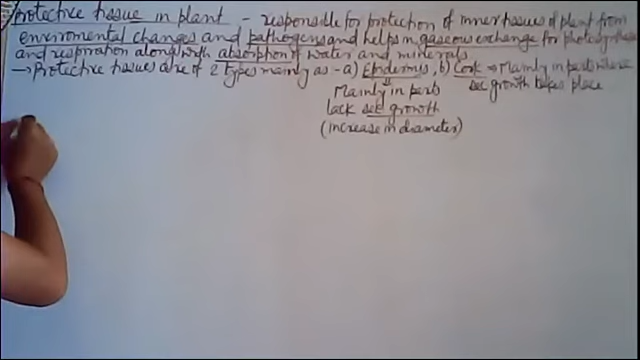 Protective tissue in plant - responsible for protection of inner tissues of plant from
enviromental changes and pathogens and helps in gaseous exchange for photosynthesis
and respiration along with absorption of water and minerals
→ Protective tissues are of 2 types mainly as - a) Epidermis, b) Cork ⇒ Mainly in parts where
sec growth takes place
Mainly in parts
lack sec growth
(increase in diameter)